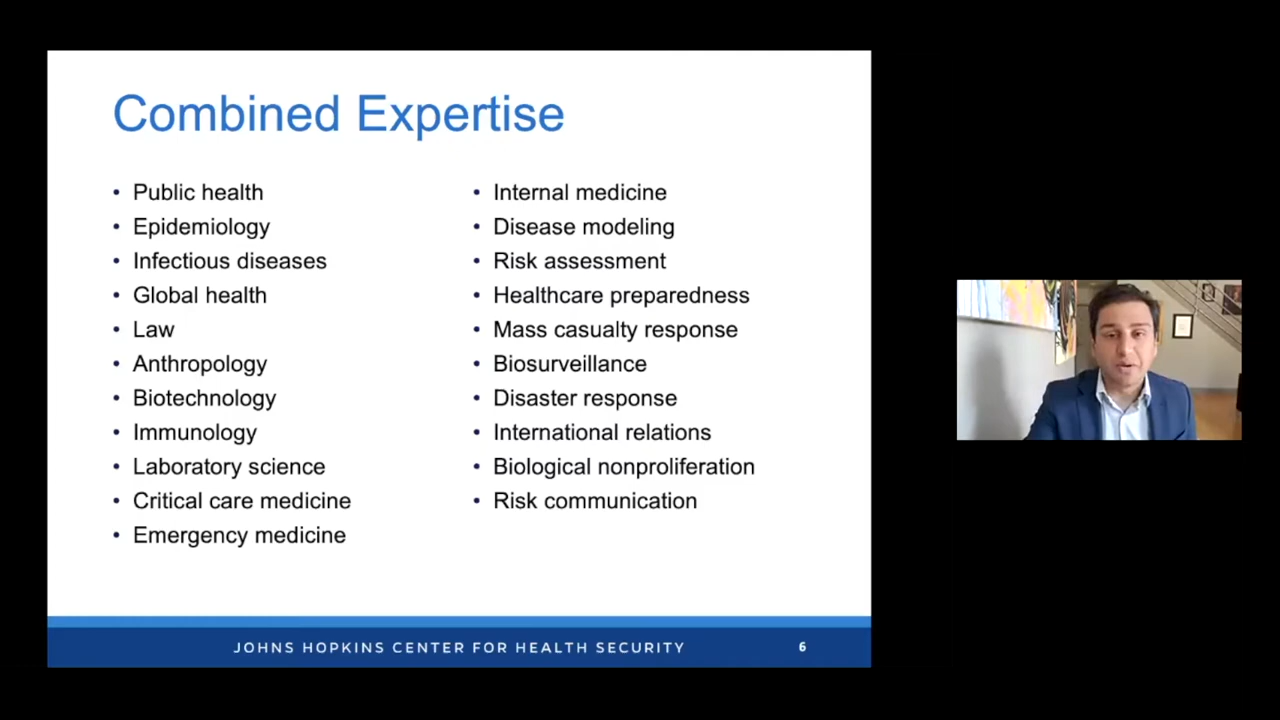 Combined Expertise
• Public health
• Epidemiology
• Infectious diseases
• Global health
• Law
• Anthropology
• Biotechnology
• Immunology
• Laboratory science
• Critical care medicine
• Emergency medicine
• Internal medicine
• Disease modeling
• Risk assessment
• Healthcare preparedness
• Mass casualty response
• Biosurveillance
• Disaster response
• International relations
• Biological nonproliferation
• Risk communication
JOHNS HOPKINS CENTER FOR HEALTH SECURITY
6